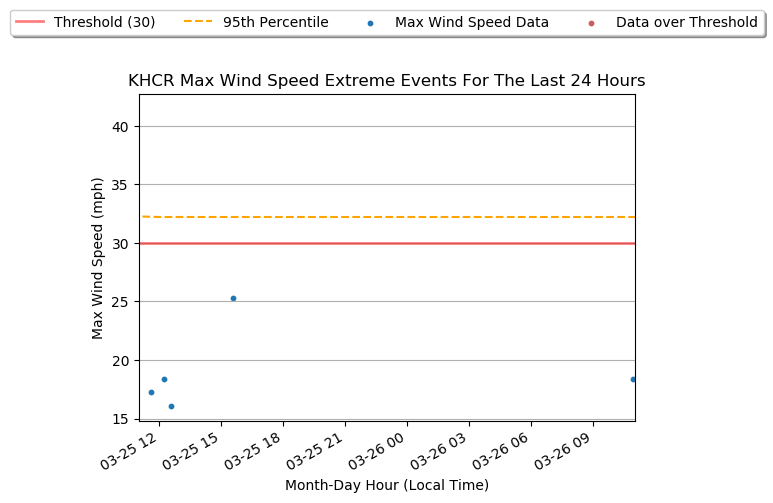 Threshold (30) 95th Percentile Max Wind Speed Data Data over Threshold
KHCR Max Wind Speed Extreme Events For The Last 24 Hours
Max Wind Speed (mph)
40
35
30
25
20
15
03-25 12 03-25 15 03-25 18 03-25 21 03-26 00 03-26 03 03-26 06 03-26 09
Month-Day Hour (Local Time)